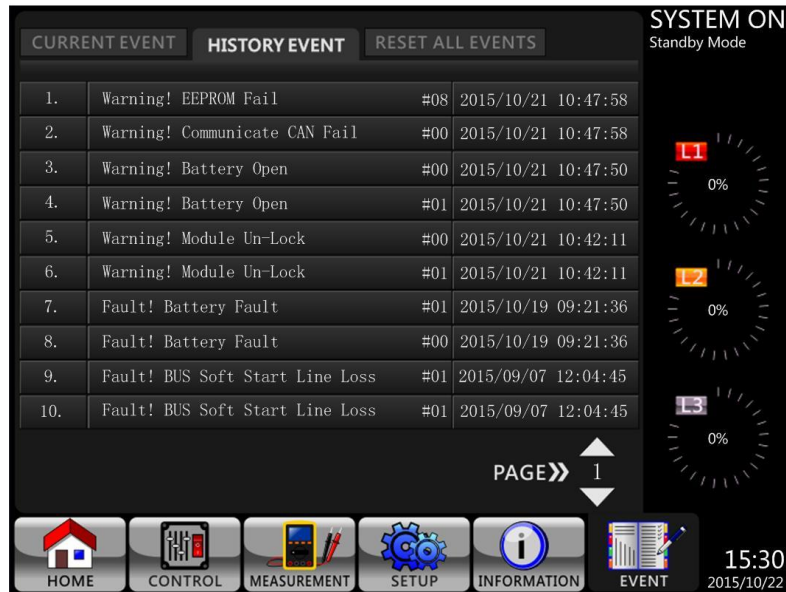 SYSTEM ON
Standby Mode
CURRENT EVENT HISTORY EVENT RESET ALL EVENTS
1. Warning! EEPROM Fail #08 2015/10/21 10:47:58
2. Warning! Communicate CAN Fail #00 2015/10/21 10:47:58
3. Warning! Battery Open #00 2015/10/21 10:47:50
4. Warning! Battery Open #01 2015/10/21 10:47:50
5. Warning! Module Un-Lock #00 2015/10/21 10:42:11
6. Warning! Module Un-Lock #01 2015/10/21 10:42:11
7. Fault! Battery Fault #01 2015/10/19 09:21:36
8. Fault! Battery Fault #00 2015/10/19 09:21:36
9. Fault! BUS Soft Start Line Loss #01 2015/09/07 12:04:45
10. Fault! BUS Soft Start Line Loss #01 2015/09/07 12:04:45
L1
0%
L2
0%
L3
0%
PAGE 1
HOME CONTROL MEASUREMENT SETUP INFORMATION EVENT
15:30
2015/10/22